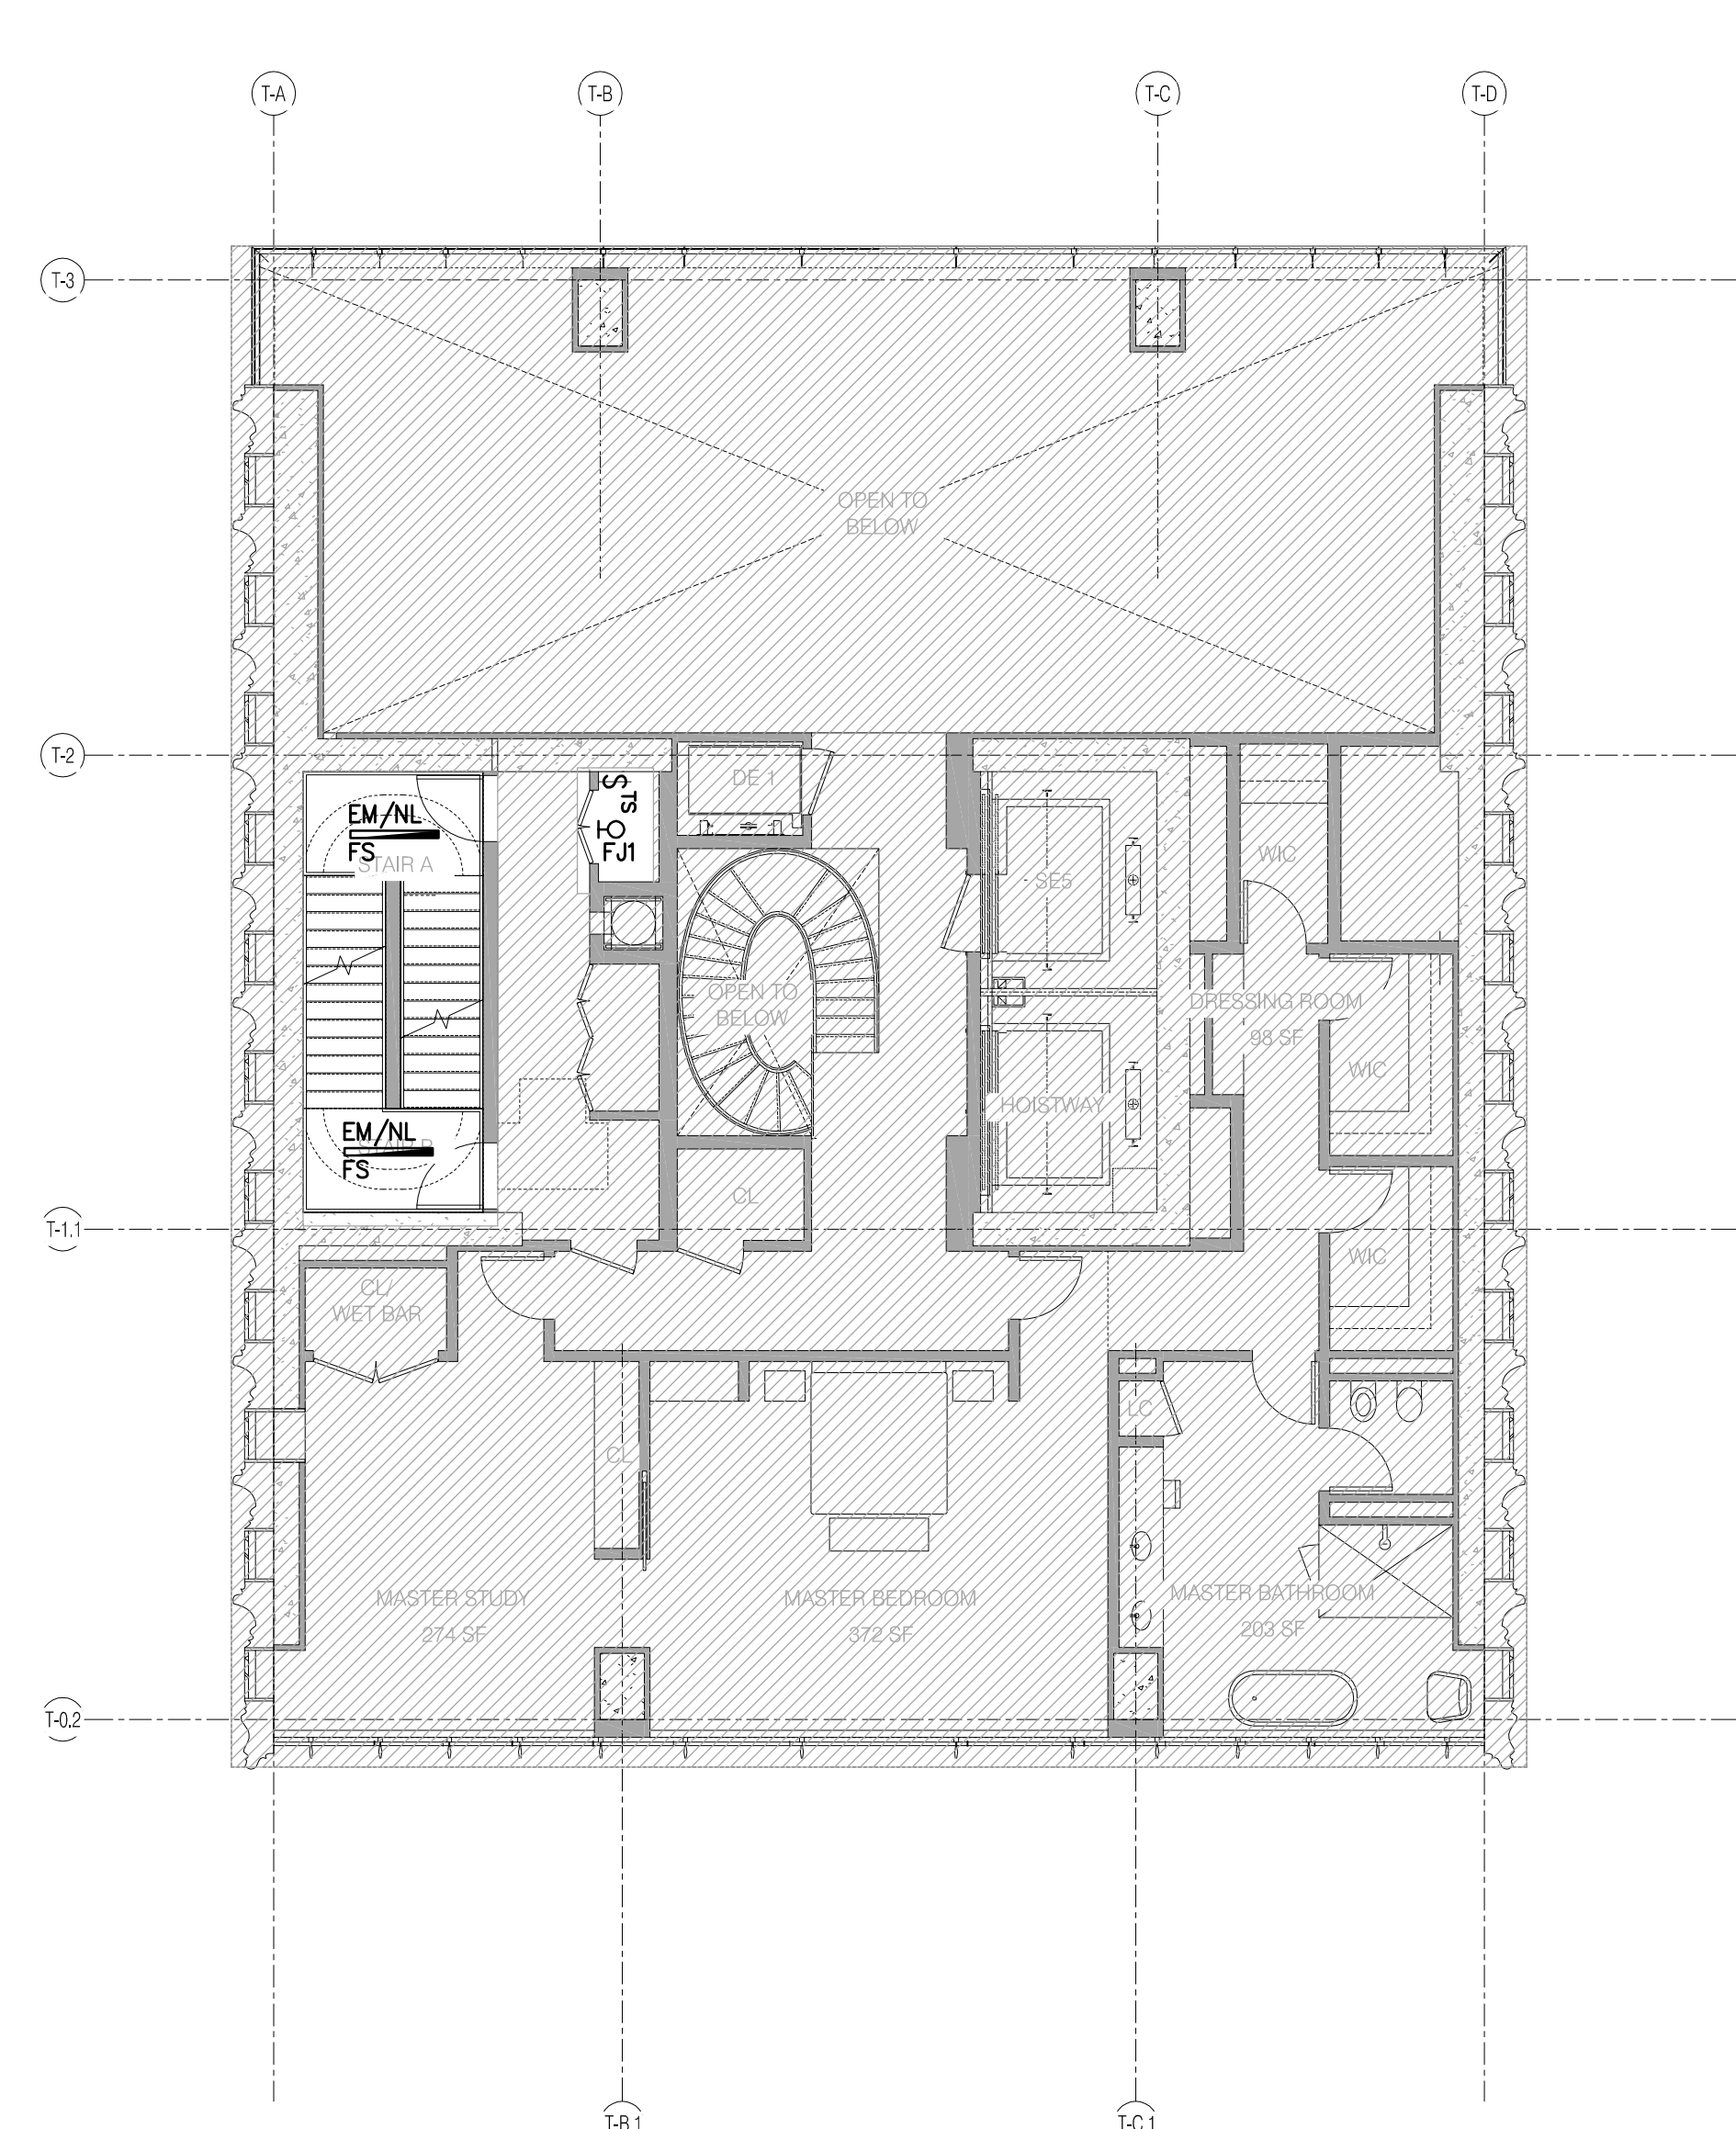 T-A
T-B
T-C
T-D
T-3
OPEN TO
BELOW
T-2
DE 1
S
TS
FJ1
EM/NL
FS
STAIR A
WIC
SE5
OPEN TO
BELOW
DRESSING ROOM
98 SF
WIC
HOISTWAY
EM/NL
STAIR B
FS
CL
T-1.1
WIC
CL/
WET BAR
LC
CL
MASTER STUDY
274 SF
MASTER BEDROOM
372 SF
MASTER BATHROOM
203 SF
T-0.2
T-B.1
T-C.1